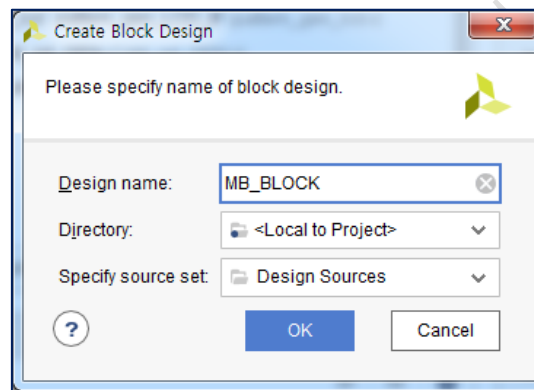 Create Block Design
Please specify name of block design.
Design name: MB_BLOCK
Directory: <Local to Project>
Specify source set: Design Sources
? OK Cancel